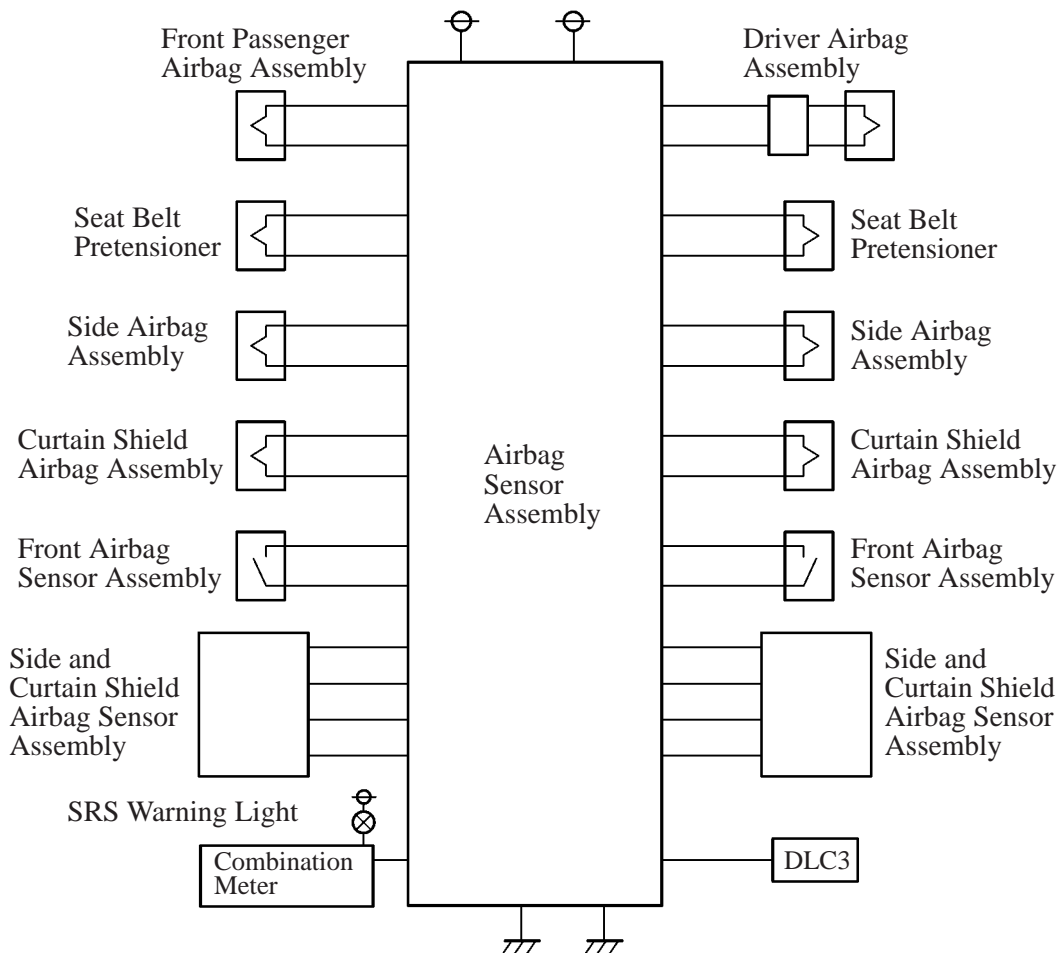 Front Passenger
Airbag Assembly
Driver Airbag
Assembly
Seat Belt
Pretensioner
Seat Belt
Pretensioner
Side Airbag
Assembly
Side Airbag
Assembly
Curtain Shield
Airbag Assembly
Airbag
Sensor
Assembly
Curtain Shield
Airbag Assembly
Front Airbag
Sensor Assembly
Front Airbag
Sensor Assembly
Side and
Curtain Shield
Airbag Sensor
Assembly
Side and
Curtain Shield
Airbag Sensor
Assembly
SRS Warning Light
Combination
Meter
DLC3